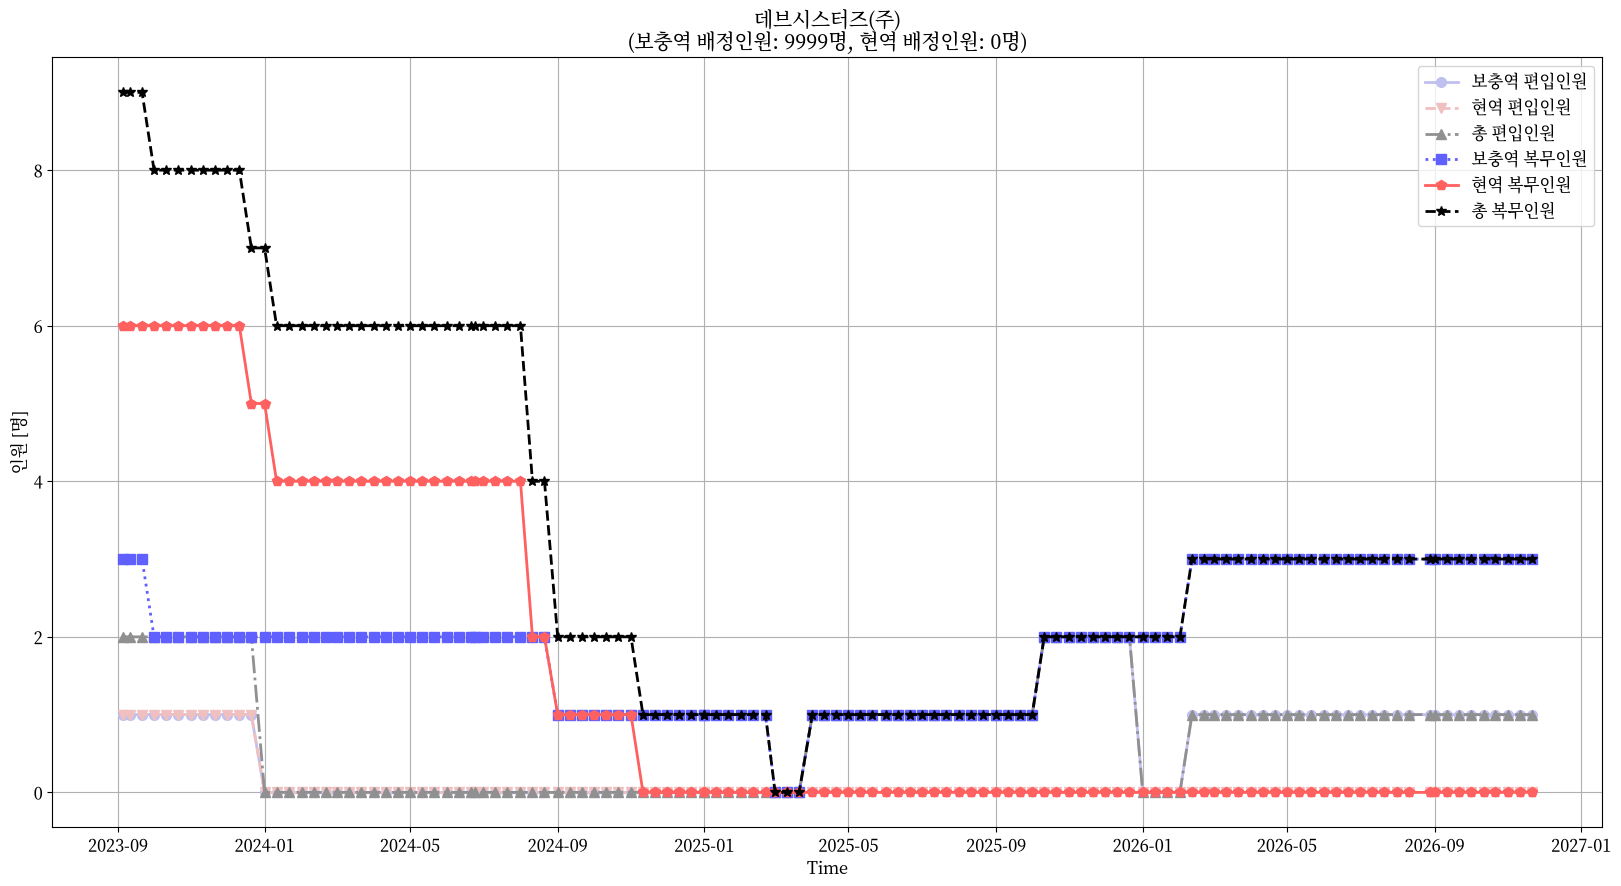 데브시스터즈(주)
(보충역 배정인원: 9999명, 현역 배정인원: 0명)
보충역 편입인원
현역 편입인원
총 편입인원
보충역 복무인원
현역 복무인원
총 복무인원
인원 [명]
8
6
4
2
0
2023-09 2024-01 2024-05 2024-09 2025-01 2025-05 2025-09 2026-01 2026-05 2026-09 2027-01
Time